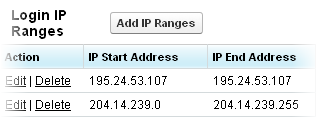 Login IP
Ranges
Add IP Ranges
Action IP Start Address IP End Address
Edit | Delete 195.24.53.107 195.24.53.107
Edit | Delete 204.14.239.0 204.14.239.255